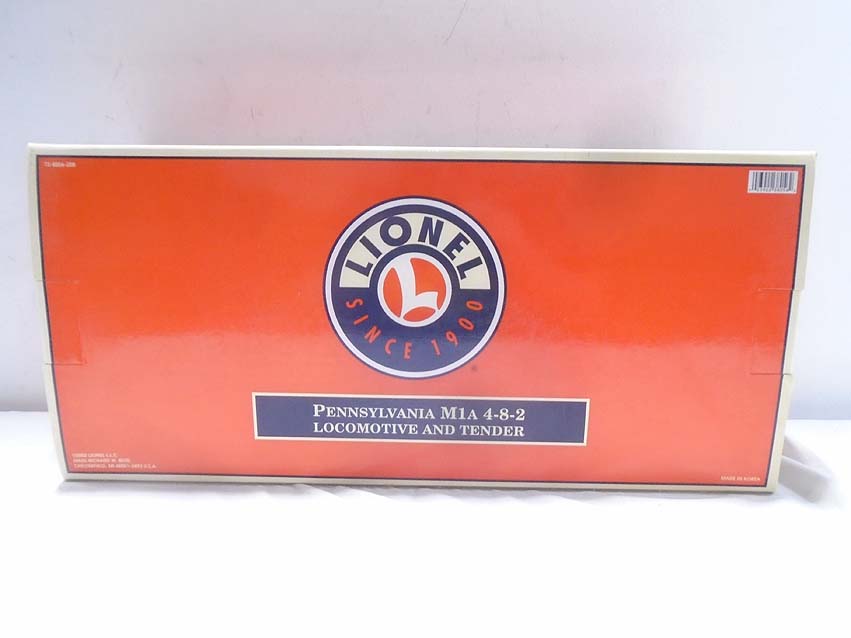 LIONEL
L
SINCE 1900
PENNSYLVANIA M1A 4-8-2
LOCOMOTIVE AND TENDER
MADE IN KOREA